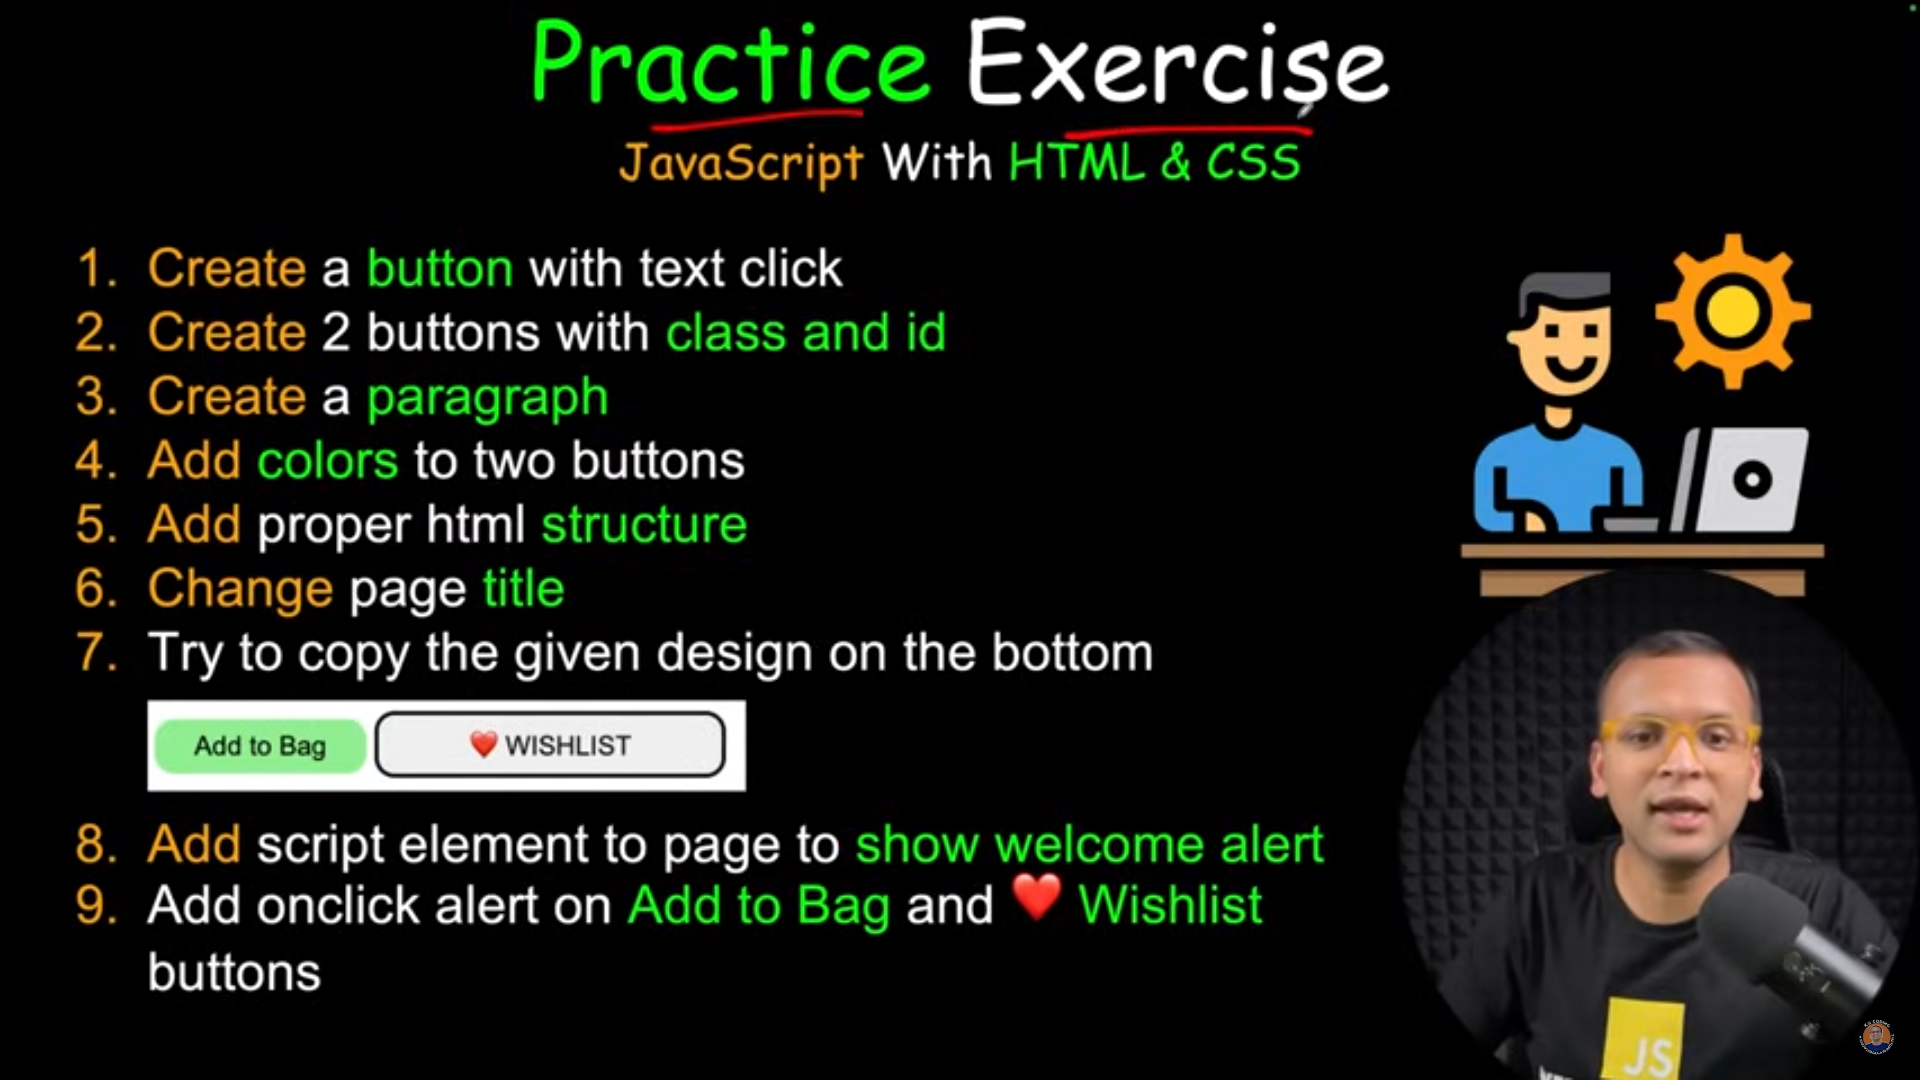 Practice Exercise
JavaScript With HTML & CSS
1. Create a button with text click
2. Create 2 buttons with class and id
3. Create a paragraph
4. Add colors to two buttons
5. Add proper html structure
6. Change page title
7. Try to copy the given design on the bottom
Add to Bag ❤️ WISHLIST
8. Add script element to page to show welcome alert
9. Add onclick alert on Add to Bag and ❤️ Wishlist
buttons
JS